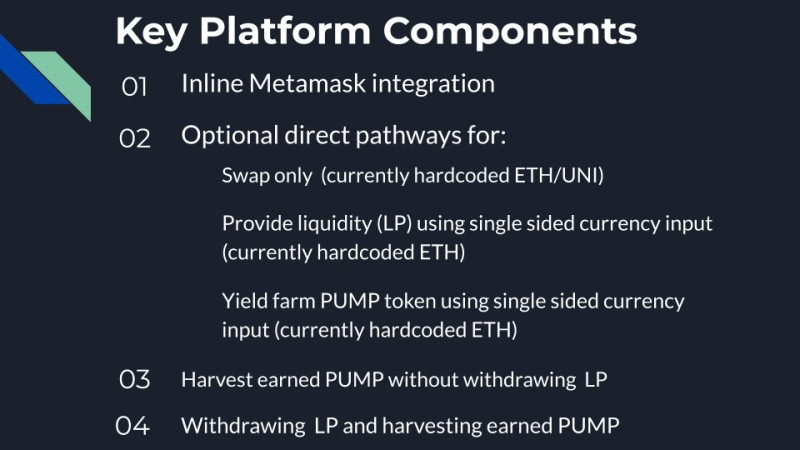 Key Platform Components
01 Inline Metamask integration
02 Optional direct pathways for:
Swap only (currently hardcoded ETH/UNI)
Provide liquidity (LP) using single sided currency input
(currently hardcoded ETH)
Yield farm PUMP token using single sided currency
input (currently hardcoded ETH)
03 Harvest earned PUMP without withdrawing LP
04 Withdrawing LP and harvesting earned PUMP